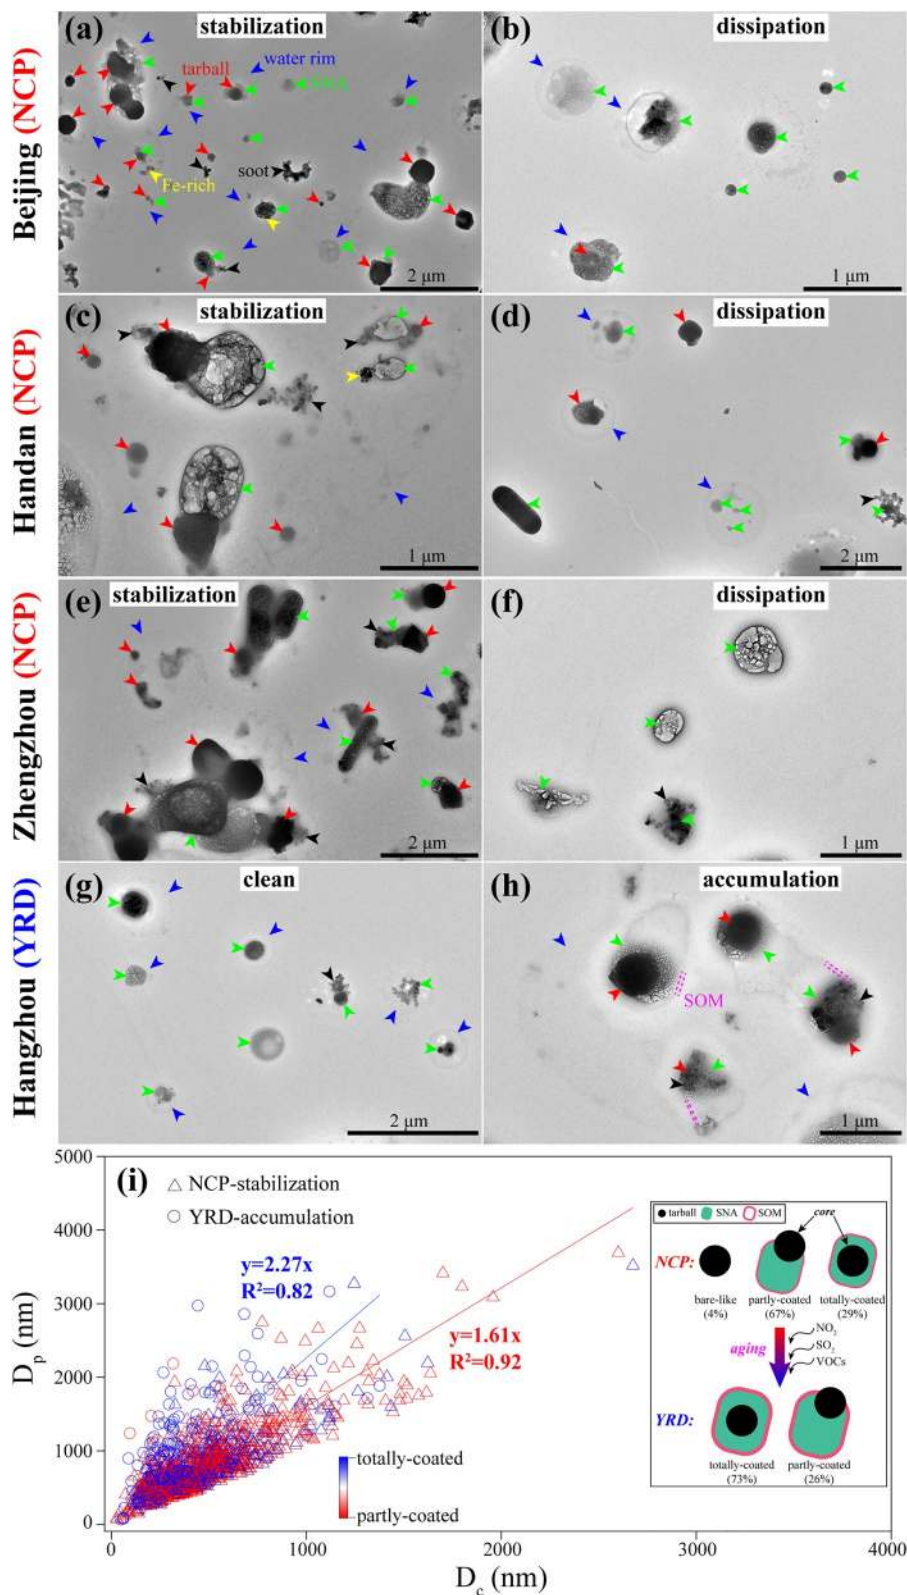 Beijing (NCP)
(a)
stabilization
tarball
water rim
SNA
Fe-rich
soot
2 μm
(b)
dissipation
1 μm
Handan (NCP)
(c)
stabilization
1 μm
(d)
dissipation
2 μm
Zhengzhou (NCP)
(e)
stabilization
2 μm
(f)
dissipation
1 μm
Hangzhou (YRD)
(g)
clean
2 μm
(h)
accumulation
SOM
1 μm
(i)
NCP-stabilization
YRD-accumulation
y=2.27x
R²=0.82
y=1.61x
R²=0.92
totally-coated
partly-coated
5000
4000
3000
2000
1000
0
Dp (nm)
0
1000
2000
3000
4000
Dc (nm)
tarball SNA SOM
core
NCP:
bare-like
(4%)
partly-coated
(67%)
totally-coated
(29%)
aging
NOx
SO2
VOCs
YRD:
totally-coated
(73%)
partly-coated
(26%)